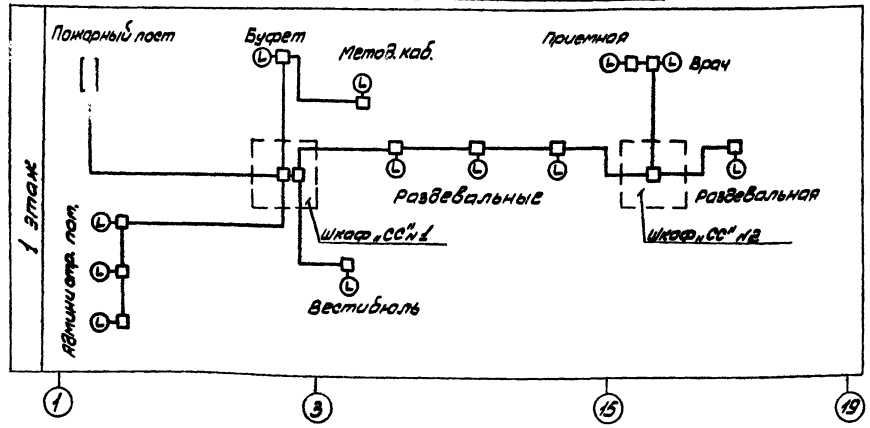 Пожарный пост
Буфет
Метод. каб.
Приемная
Врач
L
L
L
L
L
L
L
L
Раздевальные
Раздевальная
L
L
L
L
1 этаж
Администр. пом.
Шкаф „СС" №1
Шкаф „СС" №2
Вестибюль
1
3
15
19